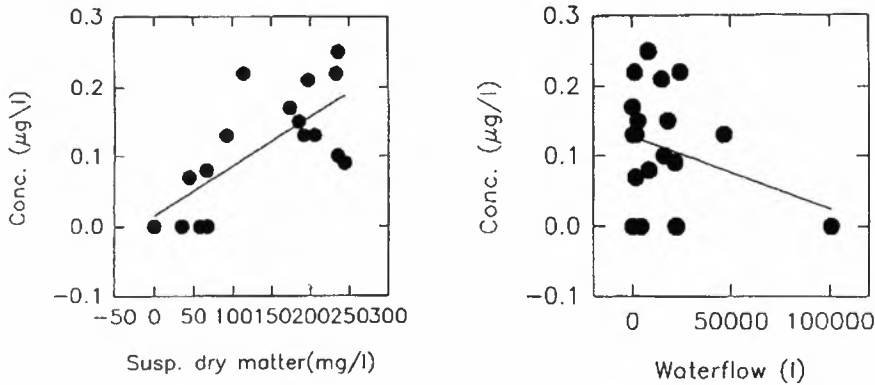 0.3
0.2
0.1
0.0
-0.1
Conc. (μg\l)
-50 0 50 100150200250300
Susp. dry matter(mg/l)
0.3
0.2
0.1
0.0
-0.1
Conc. (μg/l)
0 50000 100000
Waterflow (l)